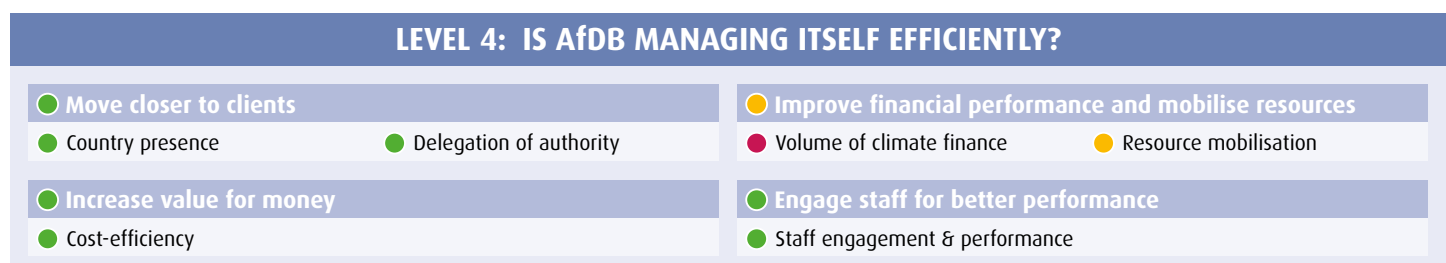 LEVEL 4: IS AfDB MANAGING ITSELF EFFICIENTLY?
Move closer to clients
Country presence
Delegation of authority
Improve financial performance and mobilise resources
Volume of climate finance
Resource mobilisation
Increase value for money
Cost-efficiency
Engage staff for better performance
Staff engagement & performance